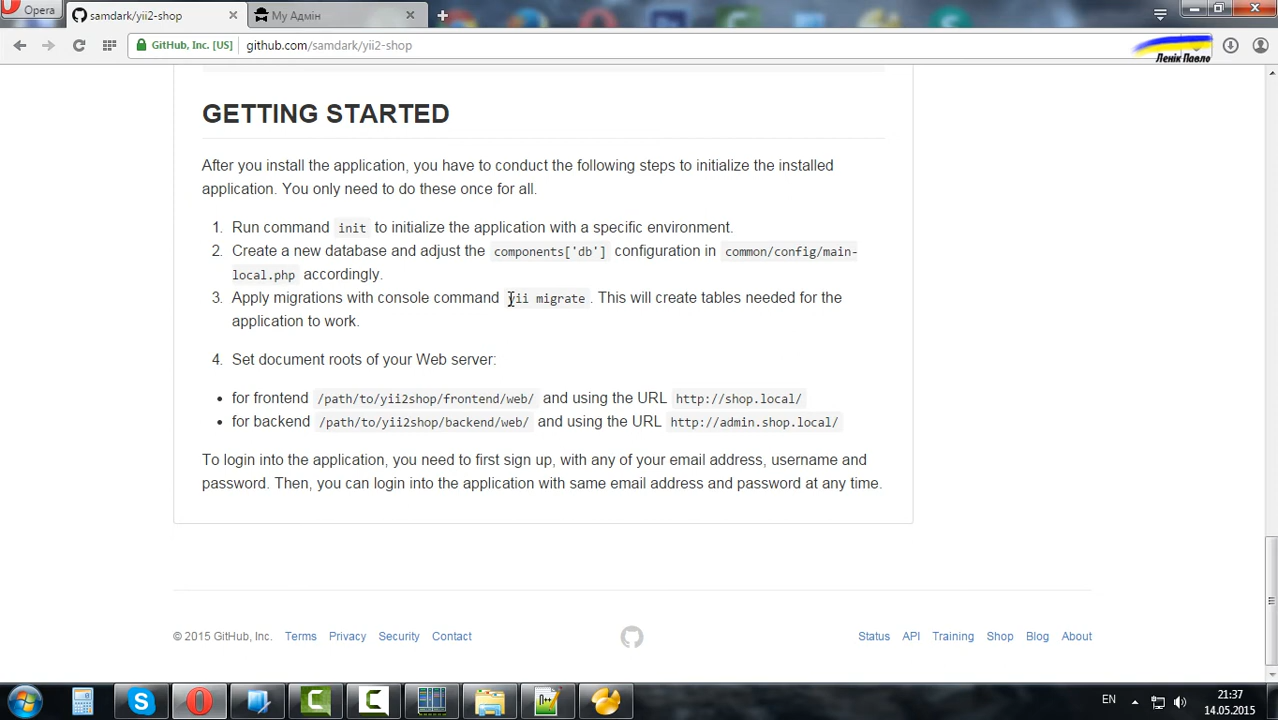 Opera
samdark/yii2-shop
My Адмін
GitHub, Inc. [US]
github.com/samdark/yii2-shop
Ленік Павло
GETTING STARTED
After you install the application, you have to conduct the following steps to initialize the installed
application. You only need to do these once for all.
1. Run command init to initialize the application with a specific environment.
2. Create a new database and adjust the components['db'] configuration in common/config/main-
local.php accordingly.
3. Apply migrations with console command yii migrate . This will create tables needed for the
application to work.
4. Set document roots of your Web server:
• for frontend /path/to/yii2shop/frontend/web/ and using the URL http://shop.local/
• for backend /path/to/yii2shop/backend/web/ and using the URL http://admin.shop.local/
To login into the application, you need to first sign up, with any of your email address, username and
password. Then, you can login into the application with same email address and password at any time.
© 2015 GitHub, Inc. Terms Privacy Security Contact Status API Training Shop Blog About
EN
21:37
14.05.2015